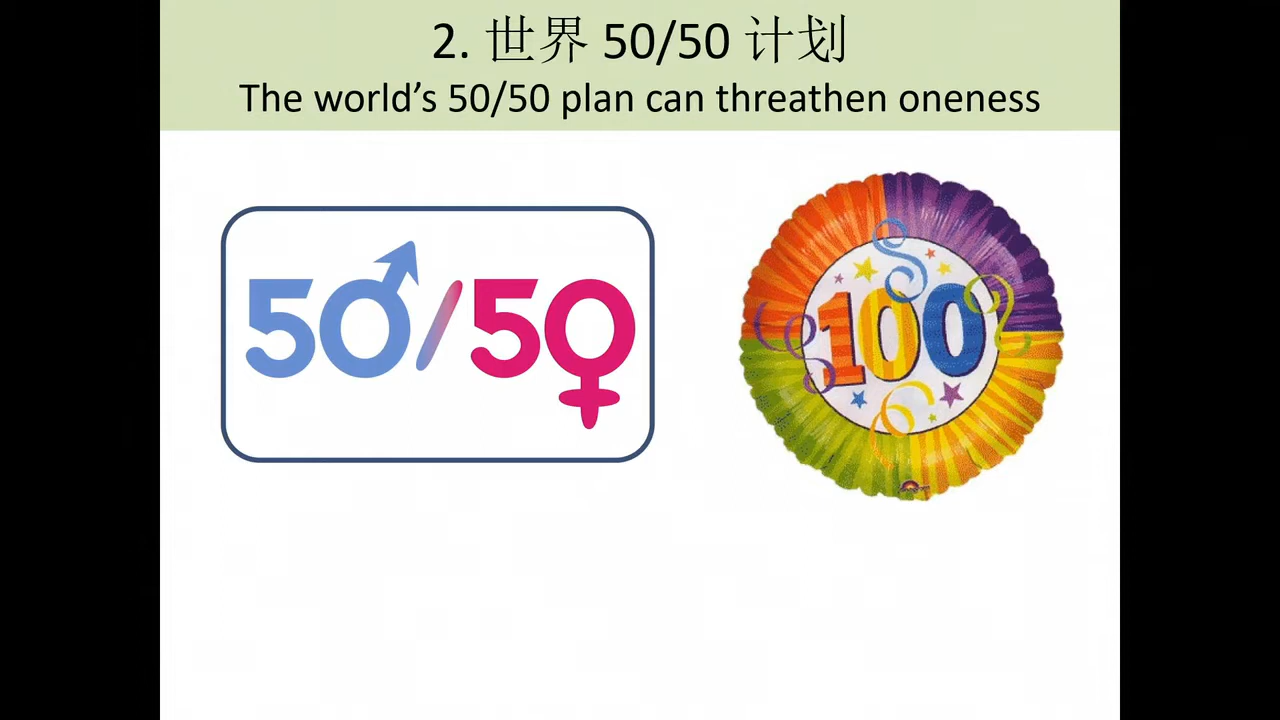 2. 世界 50/50 计划
The world's 50/50 plan can threathen oneness
50/50
100